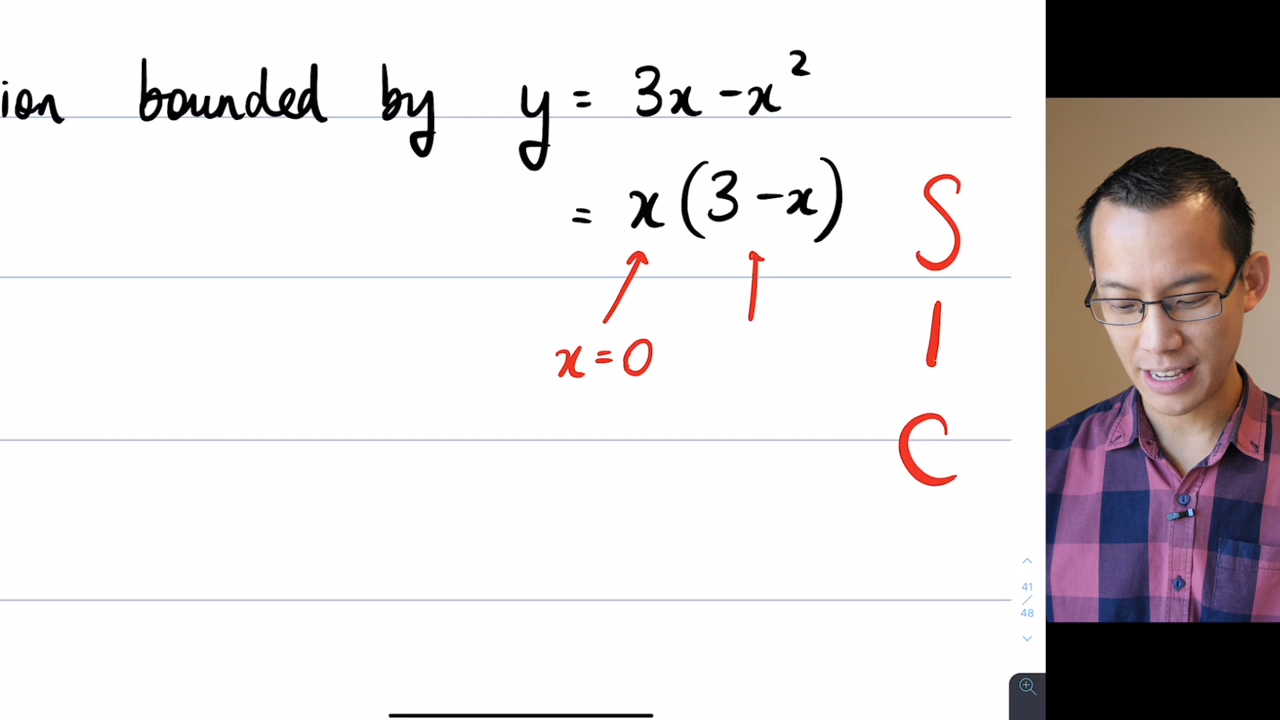 ion bounded by y = 3x - x²
= x(3 - x)
x = 0
S
I
C
41
/
48